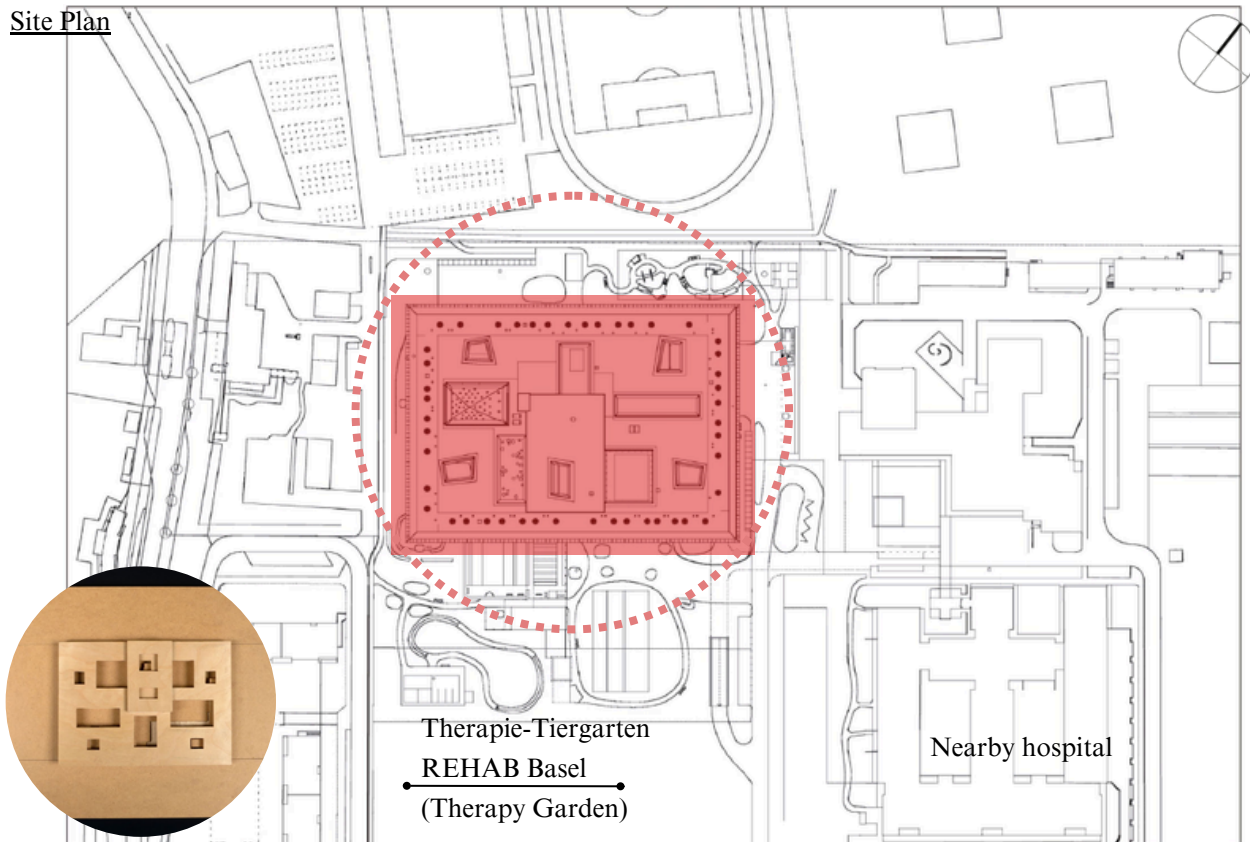 Site Plan
Therapie-Tiergarten
REHAB Basel
(Therapy Garden)
Nearby hospital